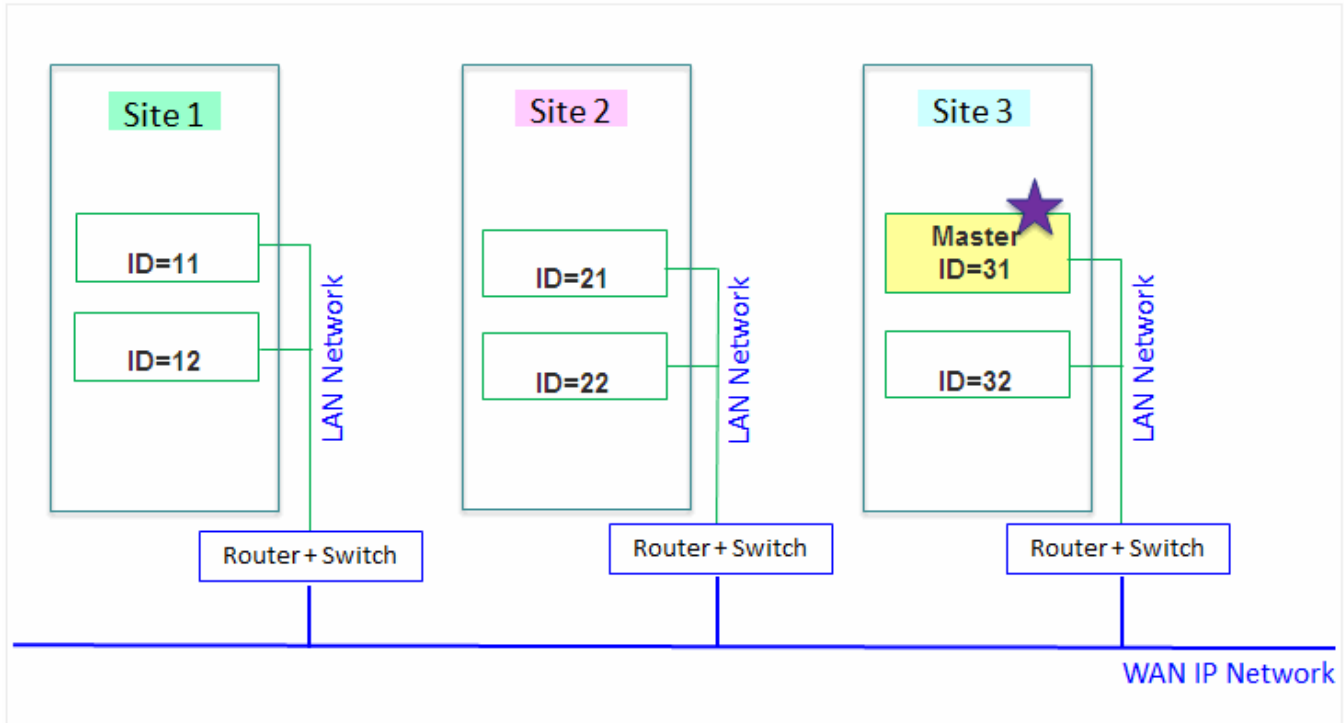 Site 1
ID=11
ID=12
LAN Network
Router + Switch
Site 2
ID=21
ID=22
LAN Network
Router + Switch
Site 3
Master
ID=31
ID=32
LAN Network
Router + Switch
WAN IP Network